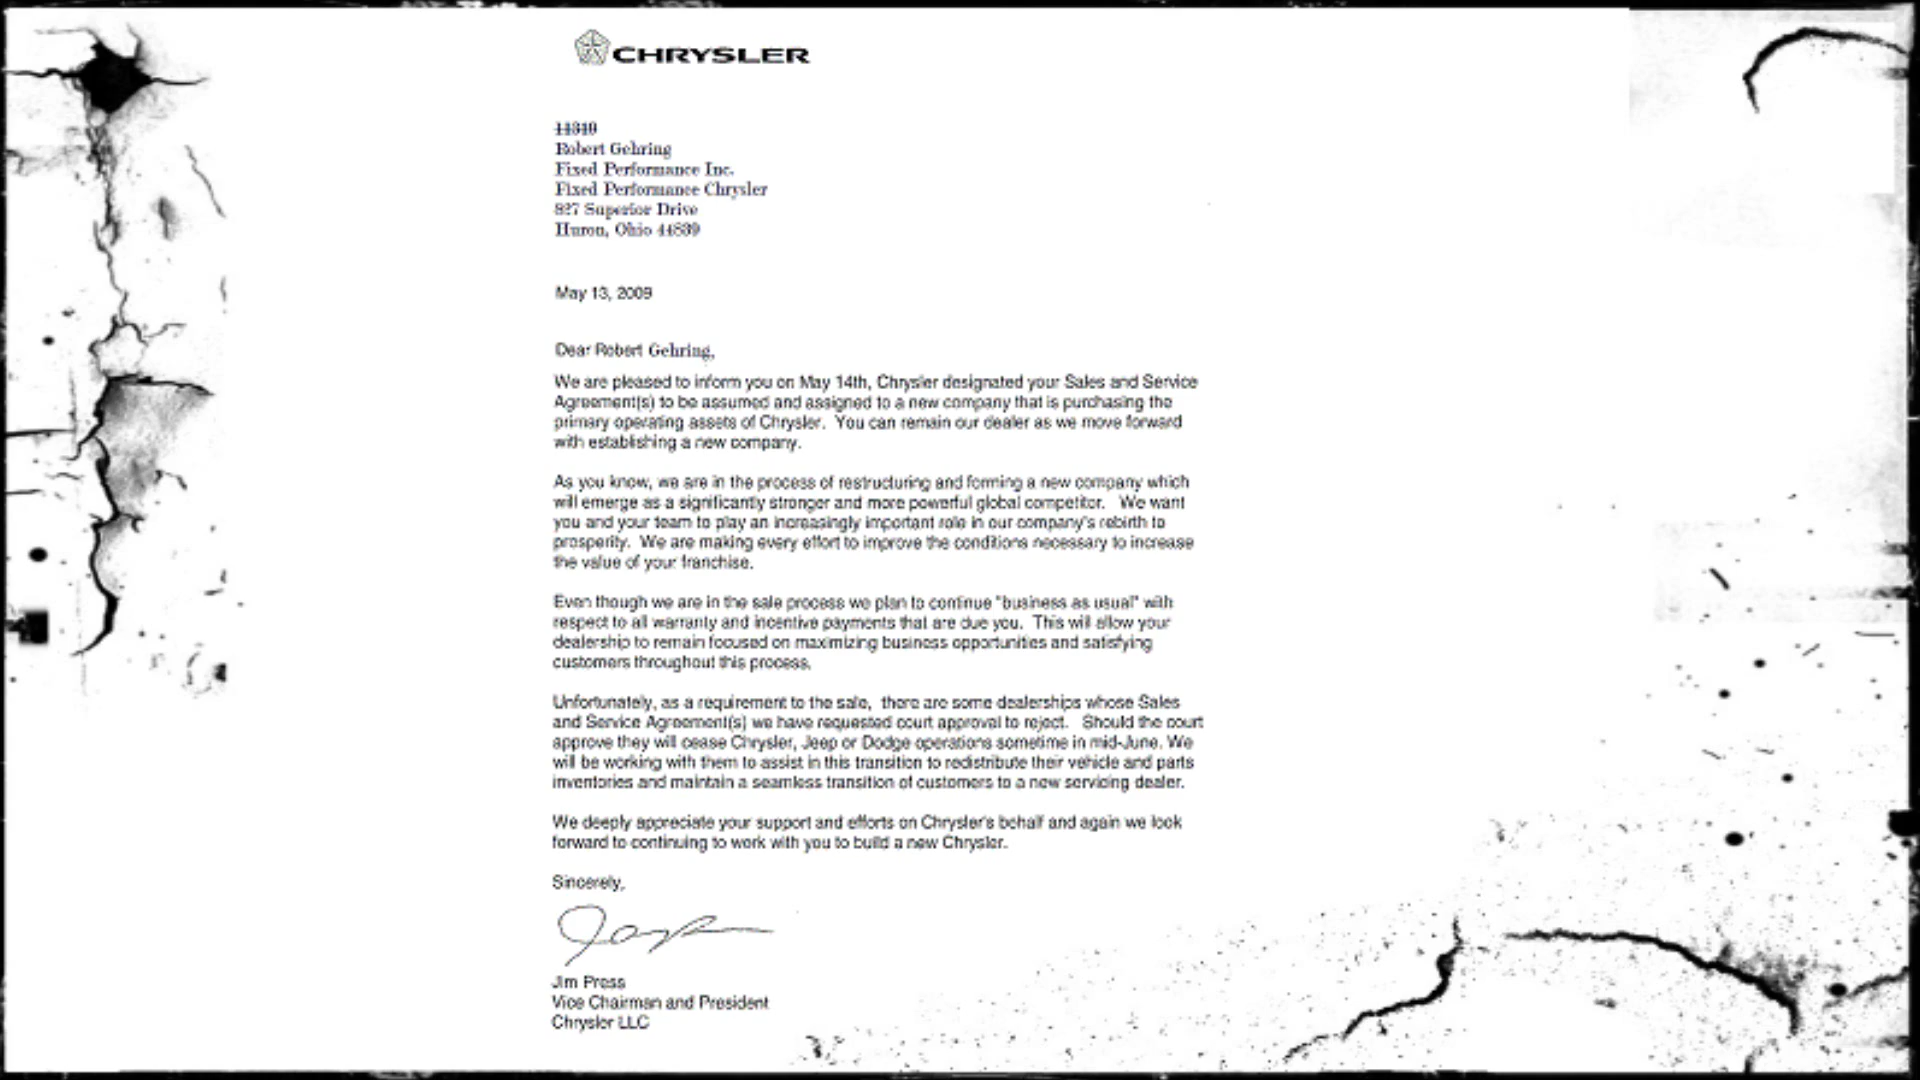 CHRYSLER
44340
Robert Gehring
Fixed Performance Inc.
Fixed Performance Chrysler
827 Superior Drive
Huron, Ohio 44839
May 13, 2009
Dear Robert Gehring,
We are pleased to inform you on May 14th, Chrysler designated your Sales and Service
Agreement(s) to be assumed and assigned to a new company that is purchasing the
primary operating assets of Chrysler. You can remain our dealer as we move forward
with establishing a new company.
As you know, we are in the process of restructuring and forming a new company which
will emerge as a significantly stronger and more powerful global competitor. We want
you and your team to play an increasingly important role in our company's rebirth to
prosperity. We are making every effort to improve the conditions necessary to increase
the value of your franchise.
Even though we are in the sale process we plan to continue "business as usual" with
respect to all warranty and incentive payments that are due you. This will allow your
dealership to remain focused on maximizing business opportunities and satisfying
customers throughout this process.
Unfortunately, as a requirement to the sale, there are some dealerships whose Sales
and Service Agreement(s) we have requested court approval to reject. Should the court
approve they will cease Chrysler, Jeep or Dodge operations sometime in mid-June. We
will be working with them to assist in this transition to redistribute their vehicle and parts
inventories and maintain a seamless transition of customers to a new servicing dealer.
We deeply appreciate your support and efforts on Chrysler's behalf and again we look
forward to continuing to work with you to build a new Chrysler.
Sincerely,
Jim Press
Vice Chairman and President
Chrysler LLC